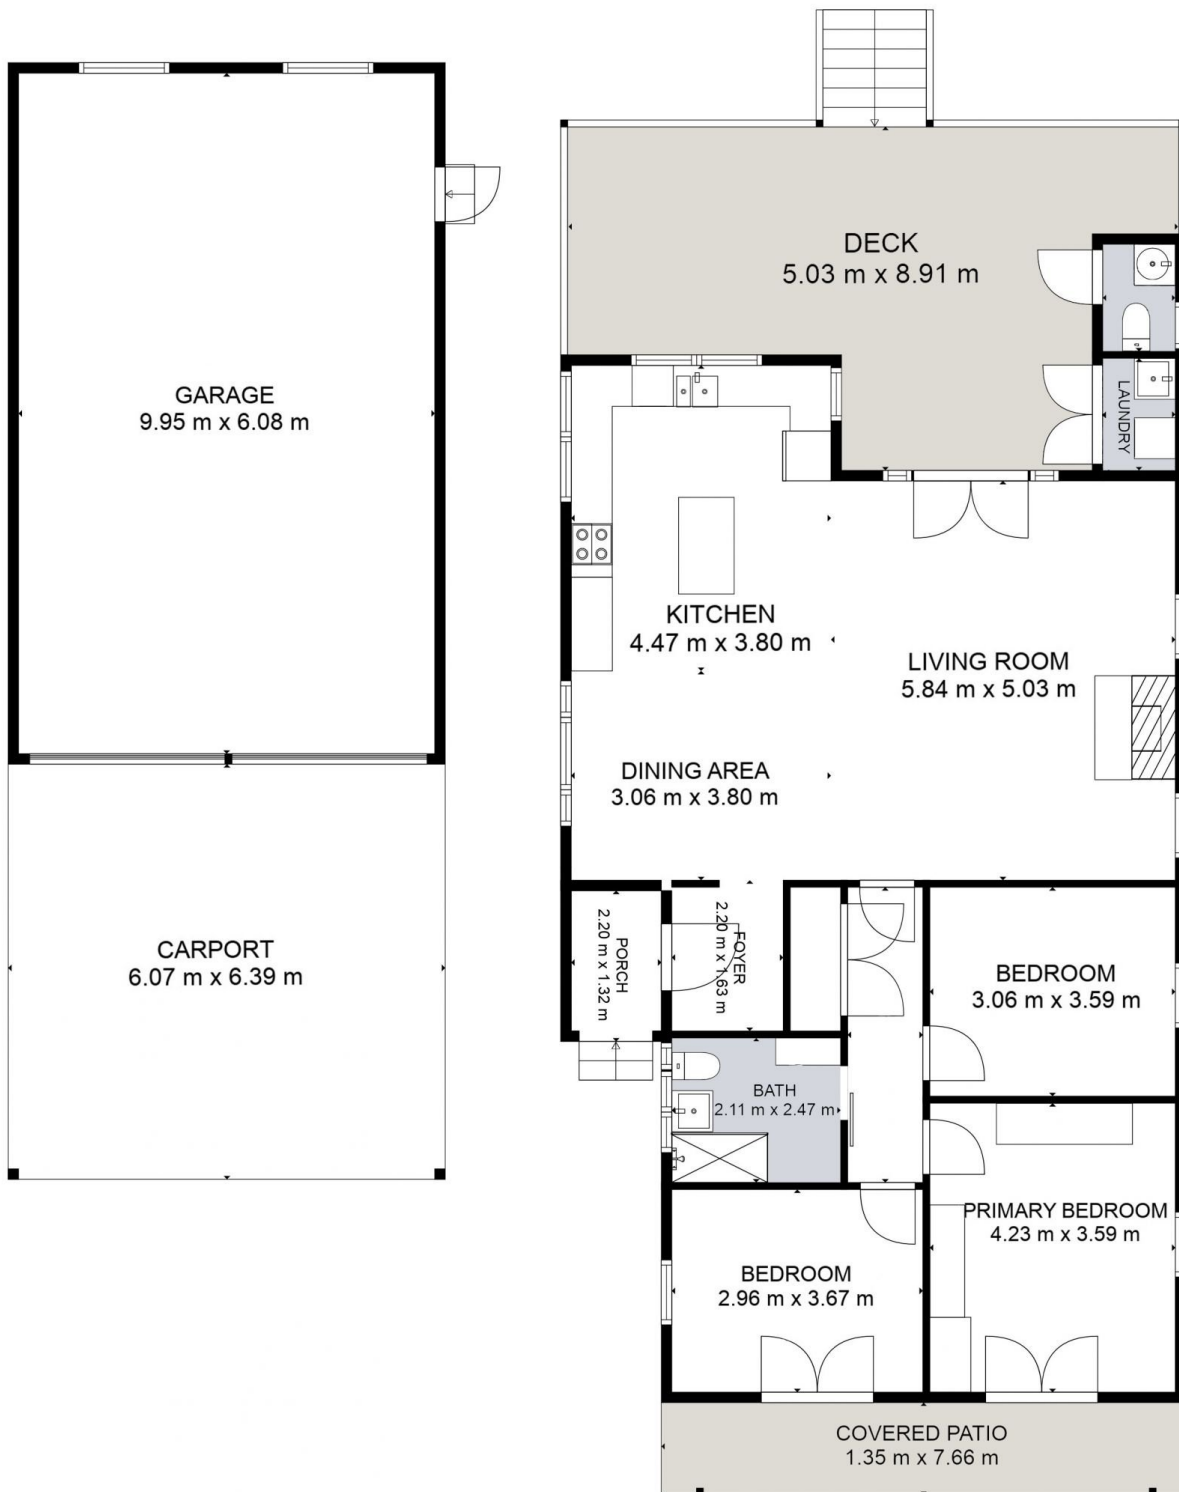 DECK
5.03 m x 8.91 m
GARAGE
9.95 m x 6.08 m
LAUNDRY
KITCHEN
4.47 m x 3.80 m
LIVING ROOM
5.84 m x 5.03 m
DINING AREA
3.06 m x 3.80 m
CARPORT
6.07 m x 6.39 m
PORCH
2.20 m x 1.32 m
FOYER
2.20 m x 1.63 m
BEDROOM
3.06 m x 3.59 m
BATH
2.11 m x 2.47 m
PRIMARY BEDROOM
4.23 m x 3.59 m
BEDROOM
2.96 m x 3.67 m
COVERED PATIO
1.35 m x 7.66 m